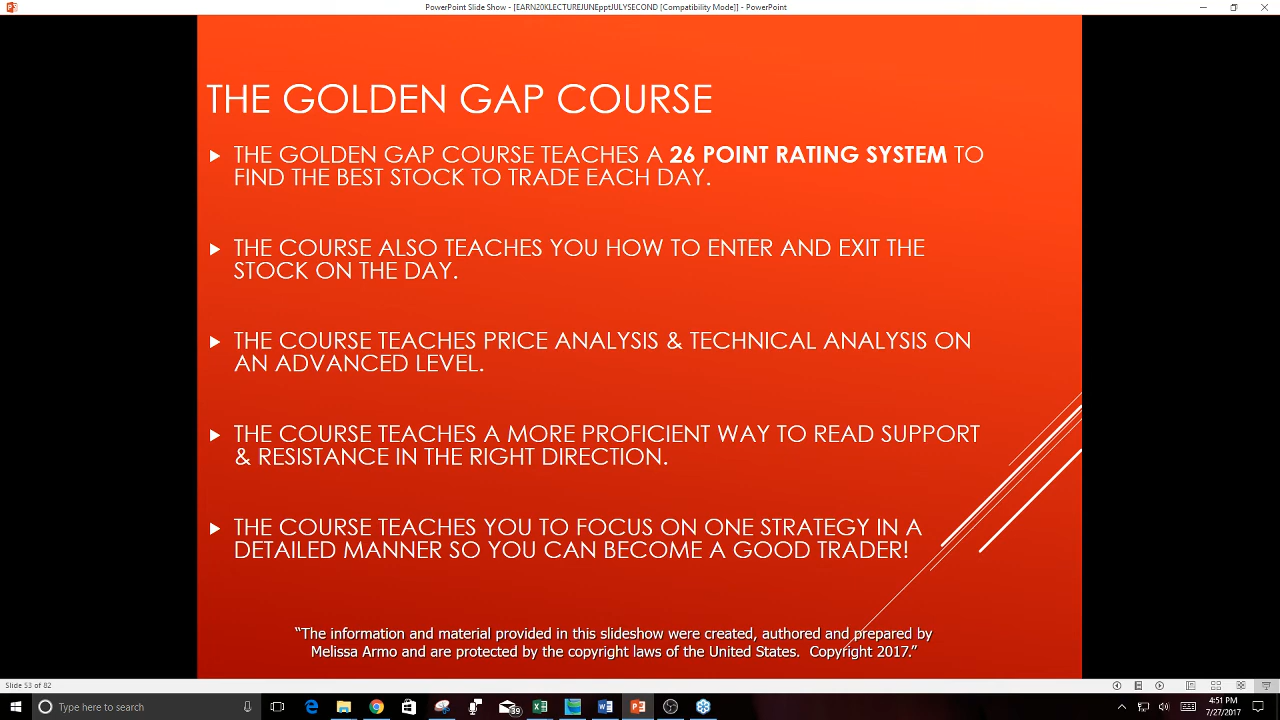 PowerPoint Slide Show - [EARN20KLECTUREJUNEpptJULYSECOND [Compatibility Mode]] - PowerPoint
THE GOLDEN GAP COURSE
THE GOLDEN GAP COURSE TEACHES A 26 POINT RATING SYSTEM TO
FIND THE BEST STOCK TO TRADE EACH DAY.
THE COURSE ALSO TEACHES YOU HOW TO ENTER AND EXIT THE
STOCK ON THE DAY.
THE COURSE TEACHES PRICE ANALYSIS & TECHNICAL ANALYSIS ON
AN ADVANCED LEVEL.
THE COURSE TEACHES A MORE PROFICIENT WAY TO READ SUPPORT
& RESISTANCE IN THE RIGHT DIRECTION.
THE COURSE TEACHES YOU TO FOCUS ON ONE STRATEGY IN A
DETAILED MANNER SO YOU CAN BECOME A GOOD TRADER!
“The information and material provided in this slideshow were created, authored and prepared by
Melissa Armo and are protected by the copyright laws of the United States.  Copyright 2017.”
Slide 53 of 82
Type here to search
4:51 PM
7/27/2017